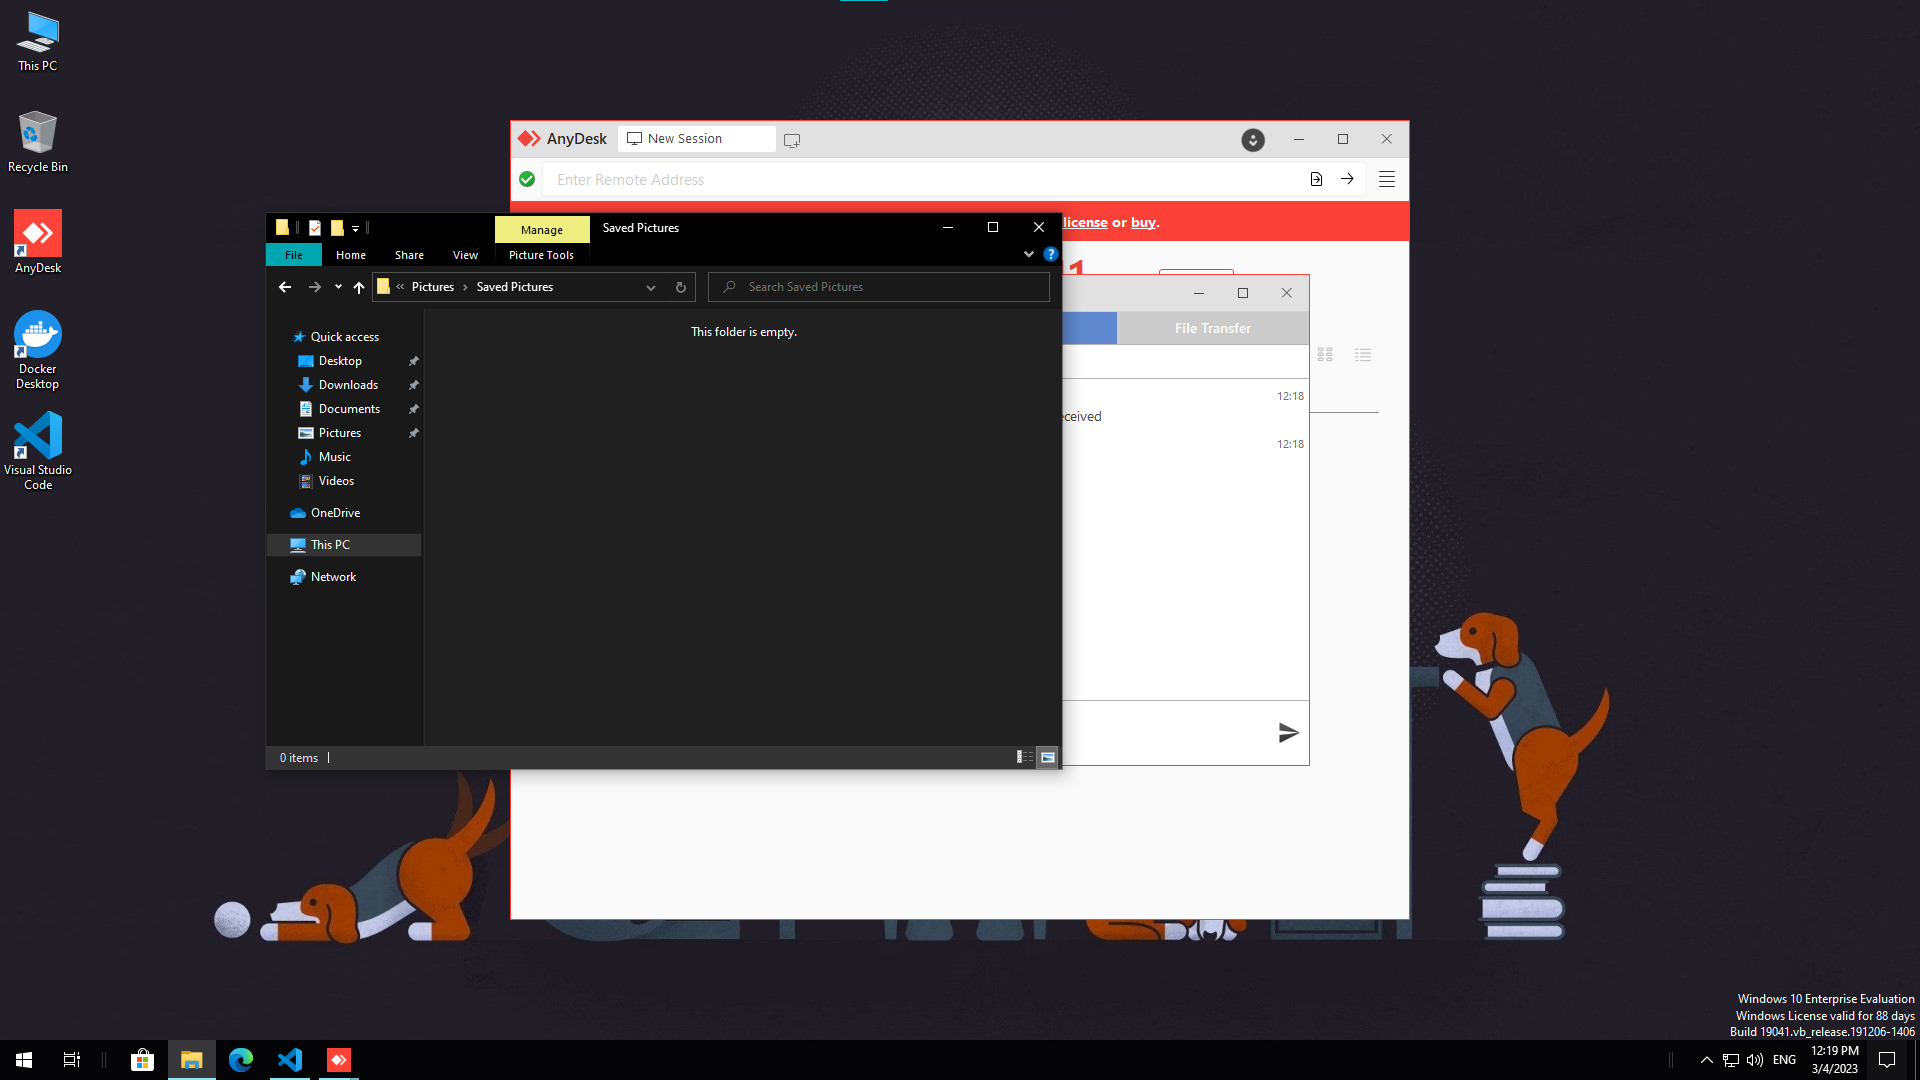 This PC
Recycle Bin
AnyDesk
Docker
Desktop
Visual Studio
Code
AnyDesk
New Session
Enter Remote Address
license or buy.
Manage
Saved Pictures
File
Home
Share
View
Picture Tools
Pictures
Saved Pictures
Search Saved Pictures
Quick access
Desktop
Downloads
Documents
Pictures
Music
Videos
OneDrive
This PC
Network
This folder is empty.
0 items
1
File Transfer
12:18
eceived
12:18
Windows 10 Enterprise Evaluation
Windows License valid for 88 days
Build 19041.vb_release.191206-1406
ENG
12:19 PM
3/4/2023